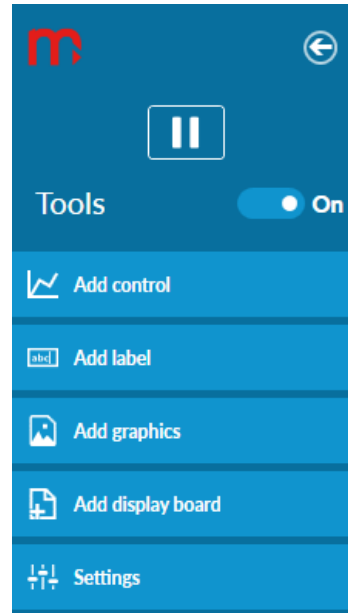 m
Tools
On
Add control
abc
Add label
Add graphics
Add display board
Settings